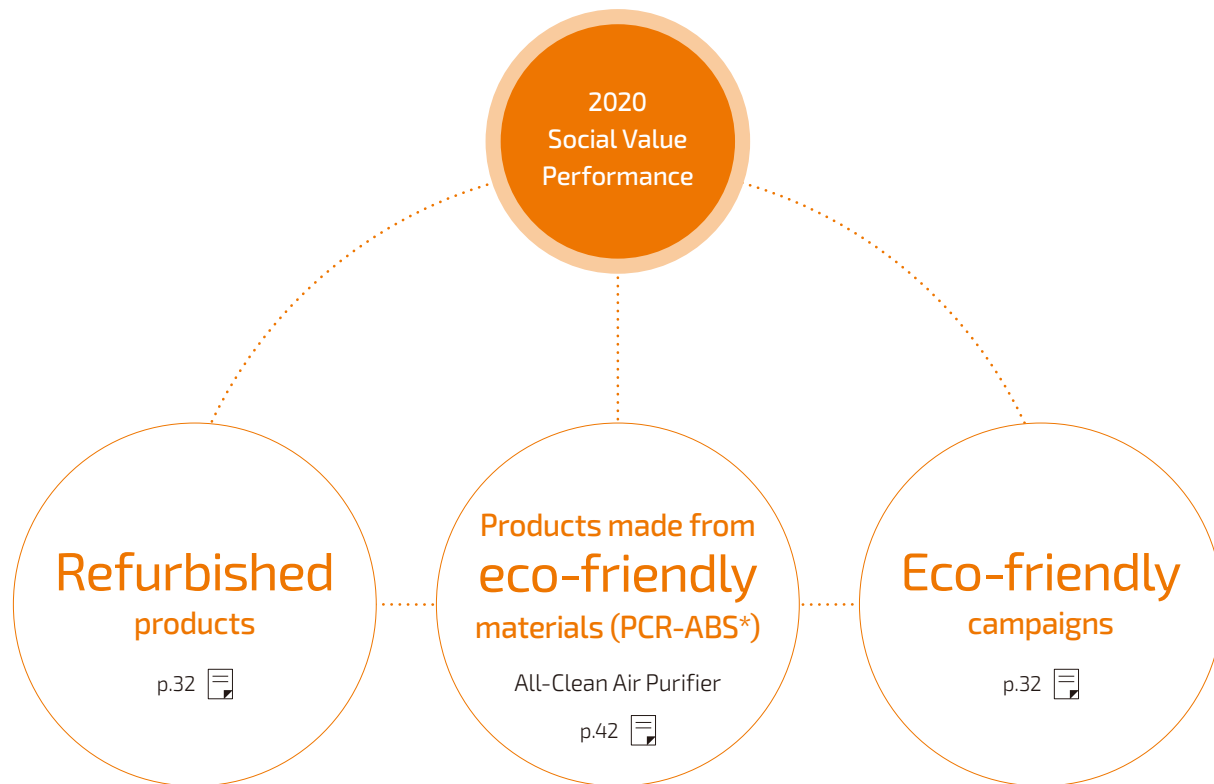 2020
Social Value
Performance
Refurbished
products
p.32
Products made from
eco-friendly
materials (PCR-ABS*)
All-Clean Air Purifier
p.42
Eco-friendly
campaigns
p.32